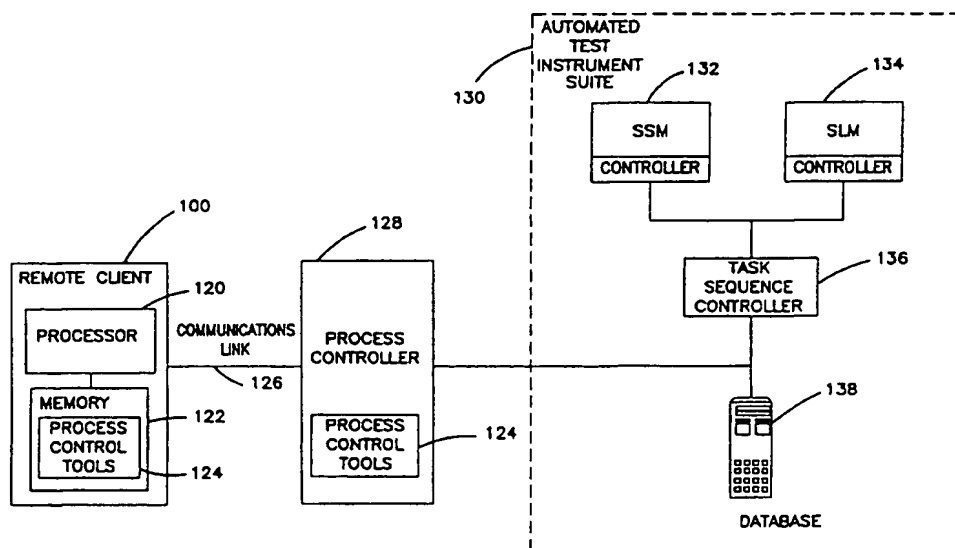 AUTOMATED
TEST
INSTRUMENT
SUITE
130
132
134
SSM
CONTROLLER
SLM
CONTROLLER
TASK
SEQUENCE
CONTROLLER
136
138
DATABASE
100
REMOTE CLIENT
120
PROCESSOR
MEMORY
122
PROCESS
CONTROL
TOOLS
124
COMMUNICATIONS
LINK
126
128
PROCESS
CONTROLLER
PROCESS
CONTROL
TOOLS
124